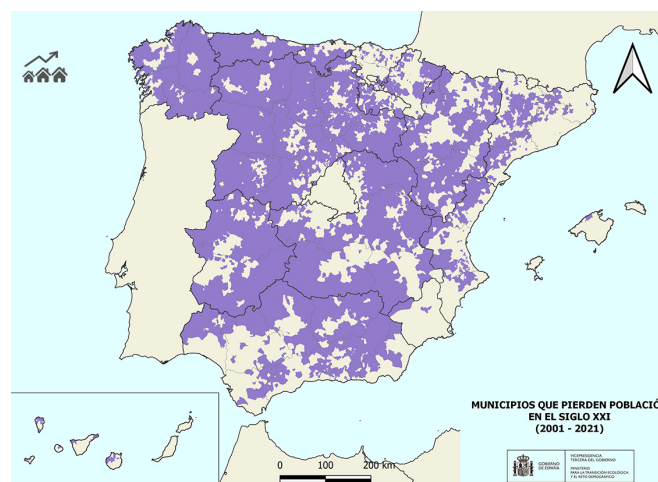 MUNICIPIOS QUE PIERDEN POBLACIÓ
EN EL SIGLO XXI
(2001 - 2021)
0 100 200 km
GOBIERNO
DE ESPAÑA
VICEPRESIDENCIA
TERCERA DEL GOBIERNO
MINISTERIO
PARA LA TRANSICIÓN ECOLÓGICA
Y EL RETO DEMOGRÁFICO